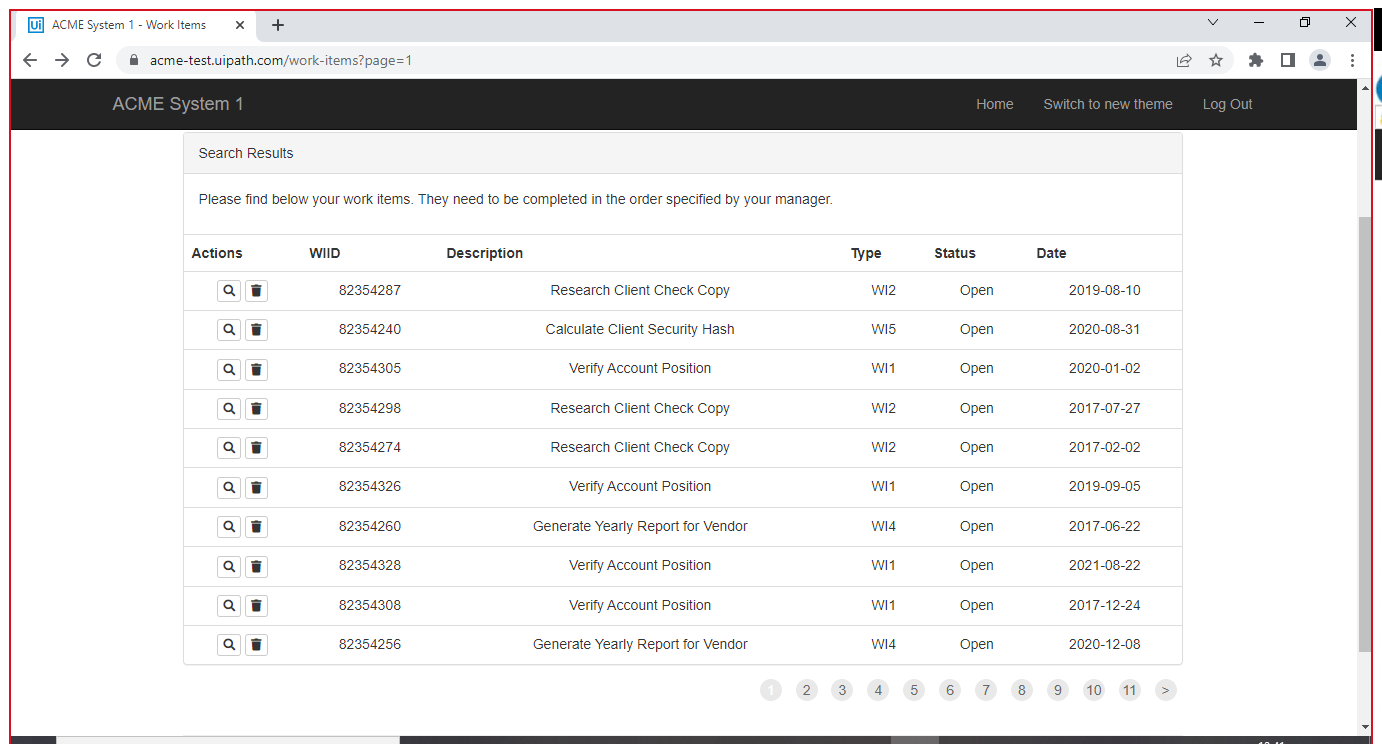 ACME System 1 - Work Items
acme-test.uipath.com/work-items?page=1
ACME System 1 Home Switch to new theme Log Out
Search Results
Please find below your work items. They need to be completed in the order specified by your manager.
Actions WIID Description Type Status Date
82354287 Research Client Check Copy WI2 Open 2019-08-10
82354240 Calculate Client Security Hash WI5 Open 2020-08-31
82354305 Verify Account Position WI1 Open 2020-01-02
82354298 Research Client Check Copy WI2 Open 2017-07-27
82354274 Research Client Check Copy WI2 Open 2017-02-02
82354326 Verify Account Position WI1 Open 2019-09-05
82354260 Generate Yearly Report for Vendor WI4 Open 2017-06-22
82354328 Verify Account Position WI1 Open 2021-08-22
82354308 Verify Account Position WI1 Open 2017-12-24
82354256 Generate Yearly Report for Vendor WI4 Open 2020-12-08
1 2 3 4 5 6 7 8 9 10 11 >